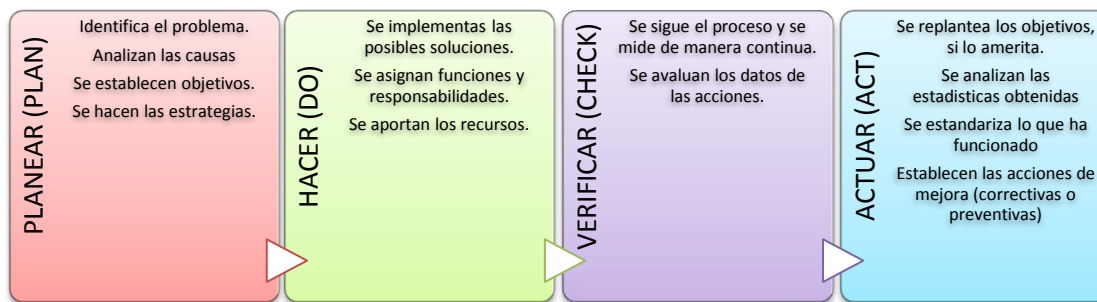 PLANEAR (PLAN)
Identifica el problema.
Analizan las causas
Se establecen objetivos.
Se hacen las estrategias.
HACER (DO)
Se implementas las
posibles soluciones.
Se asignan funciones y
responsabilidades.
Se aportan los recursos.
VERIFICAR (CHECK)
Se sigue el proceso y se
mide de manera continua.
Se avaluan los datos de
las acciones.
ACTUAR (ACT)
Se replantea los objetivos,
si lo amerita.
Se analizan las
estadisticas obtenidas
Se estandariza lo que ha
funcionado
Establecen las acciones de
mejora (correctivas o
preventivas)